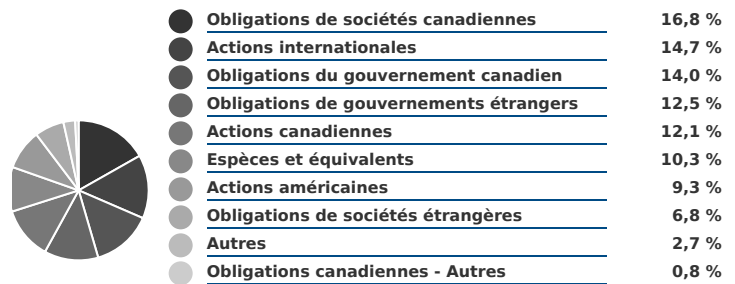 Obligations de sociétés canadiennes 16,8 %
Actions internationales 14,7 %
Obligations du gouvernement canadien 14,0 %
Obligations de gouvernements étrangers 12,5 %
Actions canadiennes 12,1 %
Espèces et équivalents 10,3 %
Actions américaines 9,3 %
Obligations de sociétés étrangères 6,8 %
Autres 2,7 %
Obligations canadiennes - Autres 0,8 %